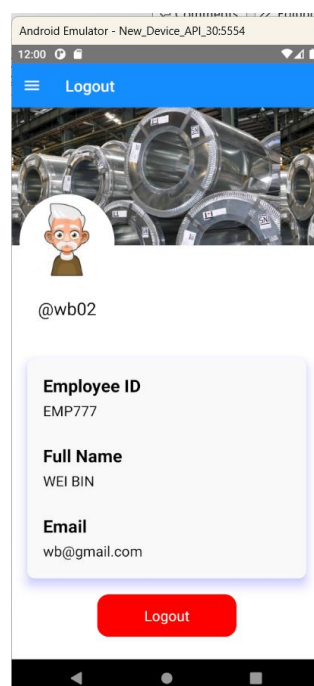 Android Emulator - New_Device_API_30:5554
12:00
Logout
@wb02
Employee ID
EMP777
Full Name
WEI BIN
Email
wb@gmail.com
Logout